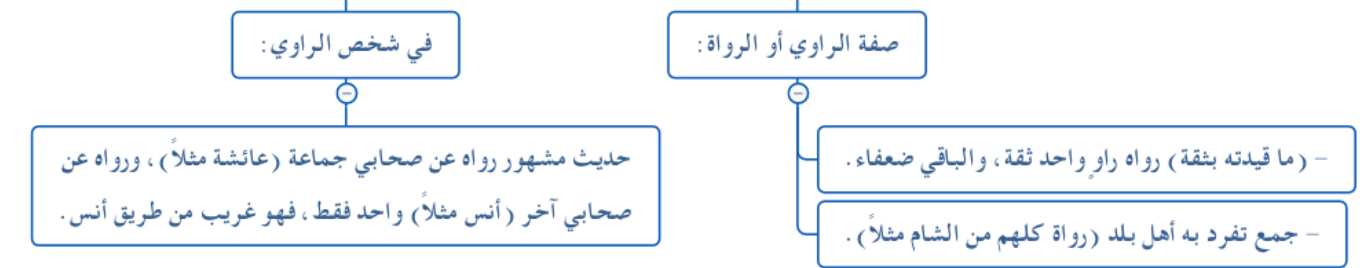 صفة الراوي أو الرواة:
- (ما قيدته بثقة) رواه راوٍ واحد ثقة، والباقي ضعفاء.
- جمع تفرد به أهل بلد (رواة كلهم من الشام مثلاً).
في شخص الراوي:
حديث مشهور رواه عن صحابي جماعة (عائشة مثلاً)، ورواه عن
صحابي آخر (أنس مثلاً) واحد فقط، فهو غريب من طريق أنس.